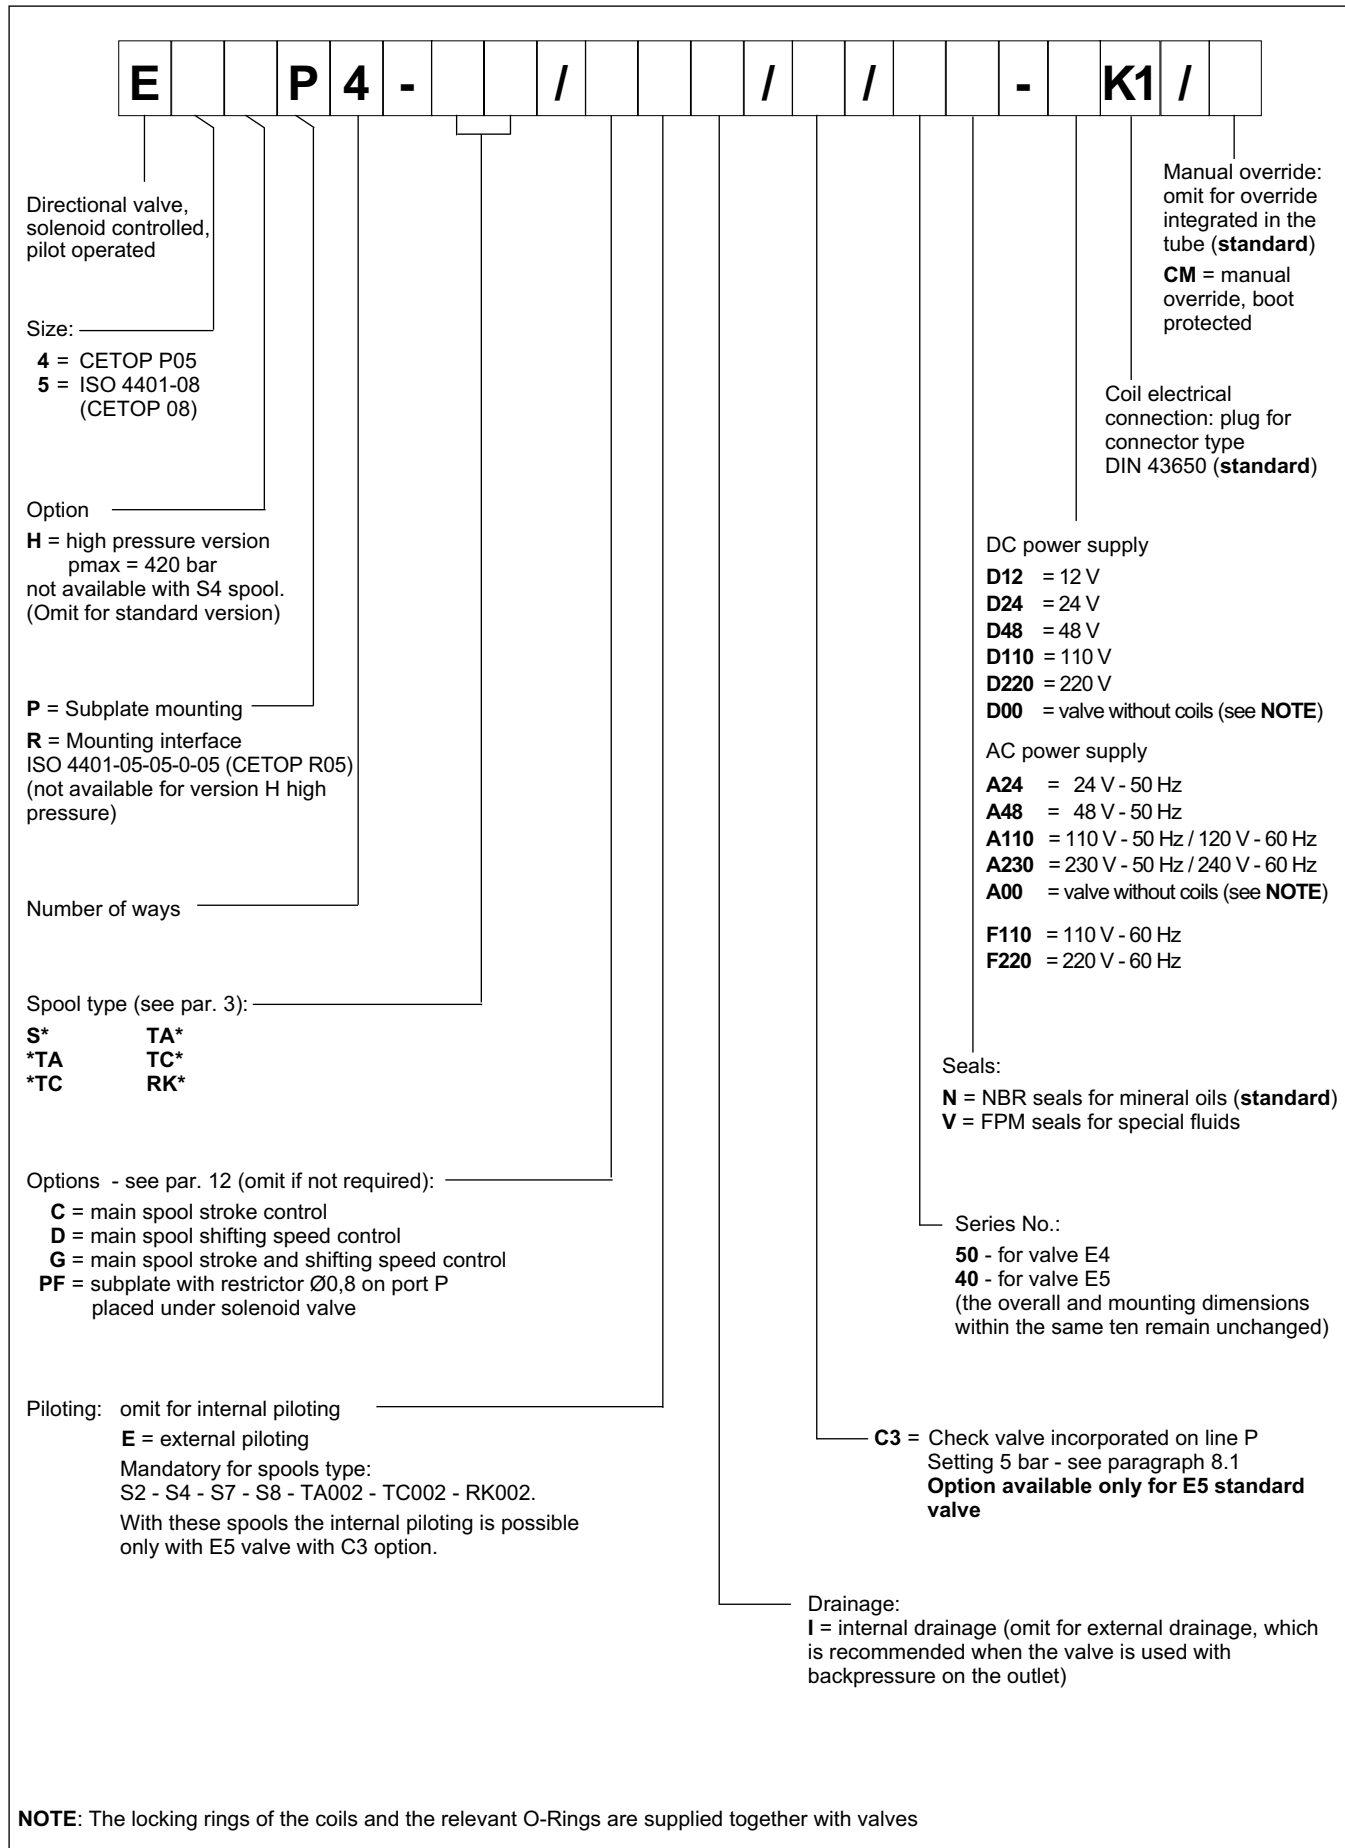 E P 4 - / / / - K1 /
Directional valve,
solenoid controlled,
pilot operated
Size:
4 = CETOP P05
5 = ISO 4401-08
(CETOP 08)
Option
H = high pressure version
pmax = 420 bar
not available with S4 spool.
(Omit for standard version)
P = Subplate mounting
R = Mounting interface
ISO 4401-05-05-0-05 (CETOP R05)
(not available for version H high
pressure)
Number of ways
Spool type (see par. 3):
S* TA*
*TA TC*
*TC RK*
Options - see par. 12 (omit if not required):
C = main spool stroke control
D = main spool shifting speed control
G = main spool stroke and shifting speed control
PF = subplate with restrictor Ø0,8 on port P
placed under solenoid valve
Piloting: omit for internal piloting
E = external piloting
Mandatory for spools type:
S2 - S4 - S7 - S8 - TA002 - TC002 - RK002.
With these spools the internal piloting is possible
only with E5 valve with C3 option.
Manual override:
omit for override
integrated in the
tube (standard)
CM = manual
override, boot
protected
Coil electrical
connection: plug for
connector type
DIN 43650 (standard)
DC power supply
D12 = 12 V
D24 = 24 V
D48 = 48 V
D110 = 110 V
D220 = 220 V
D00 = valve without coils (see NOTE)
AC power supply
A24 = 24 V - 50 Hz
A48 = 48 V - 50 Hz
A110 = 110 V - 50 Hz / 120 V - 60 Hz
A230 = 230 V - 50 Hz / 240 V - 60 Hz
A00 = valve without coils (see NOTE)
F110 = 110 V - 60 Hz
F220 = 220 V - 60 Hz
Seals:
N = NBR seals for mineral oils (standard)
V = FPM seals for special fluids
Series No.:
50 - for valve E4
40 - for valve E5
(the overall and mounting dimensions
within the same ten remain unchanged)
C3 = Check valve incorporated on line P
Setting 5 bar - see paragraph 8.1
Option available only for E5 standard
valve
Drainage:
I = internal drainage (omit for external drainage, which
is recommended when the valve is used with
backpressure on the outlet)
NOTE: The locking rings of the coils and the relevant O-Rings are supplied together with valves